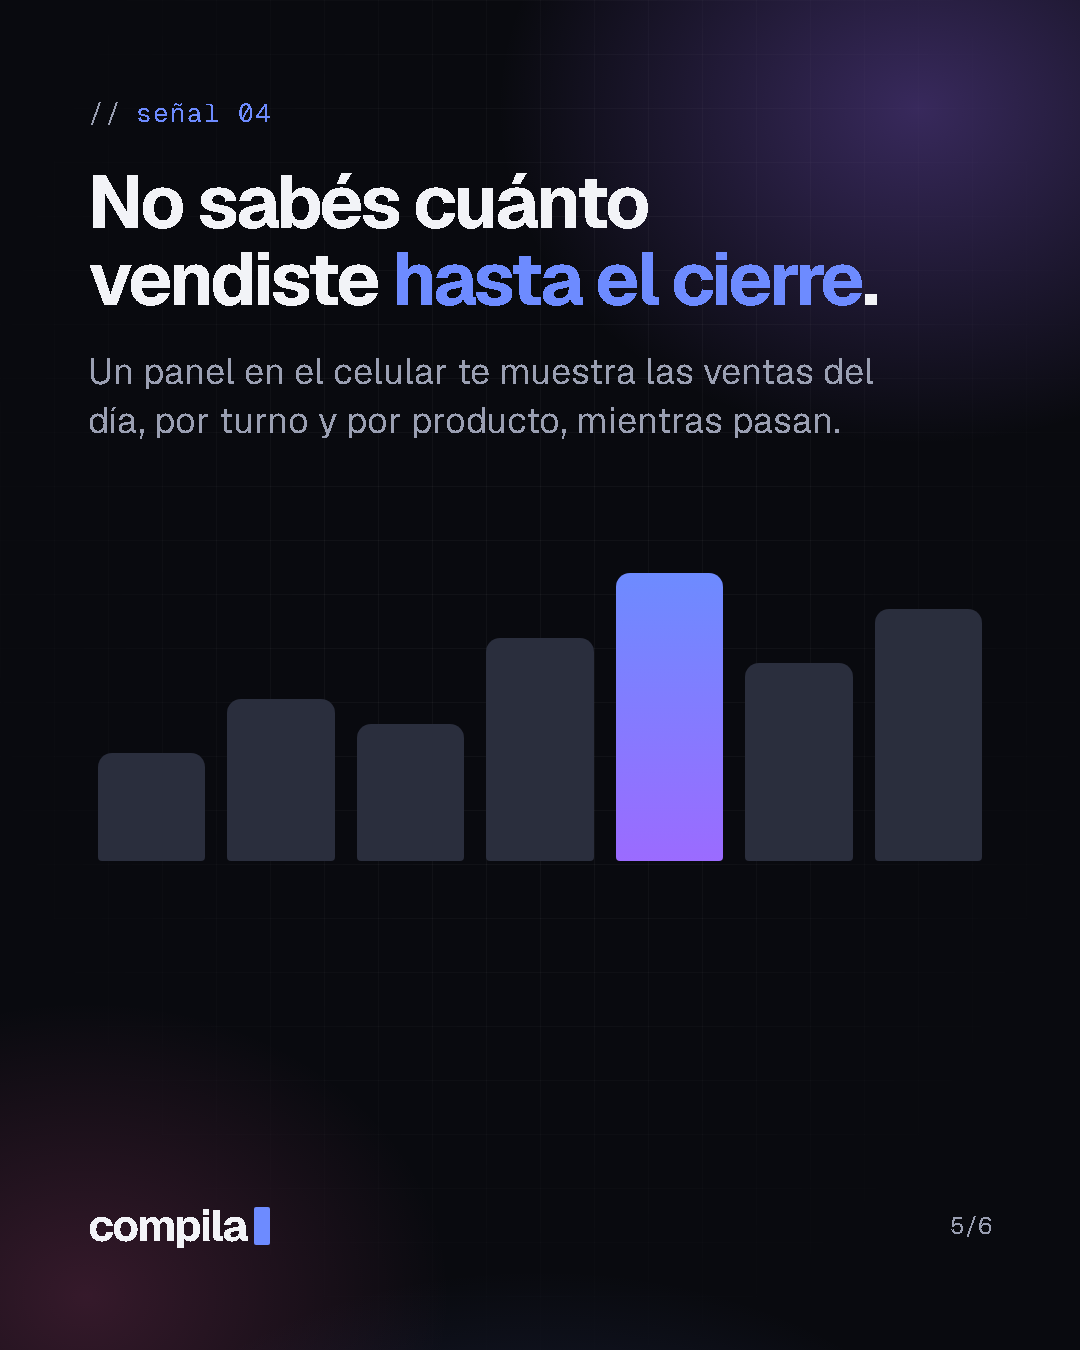 // señal 04
No sabés cuánto
vendiste hasta el cierre.
Un panel en el celular te muestra las ventas del
día, por turno y por producto, mientras pasan.
compila
5/6